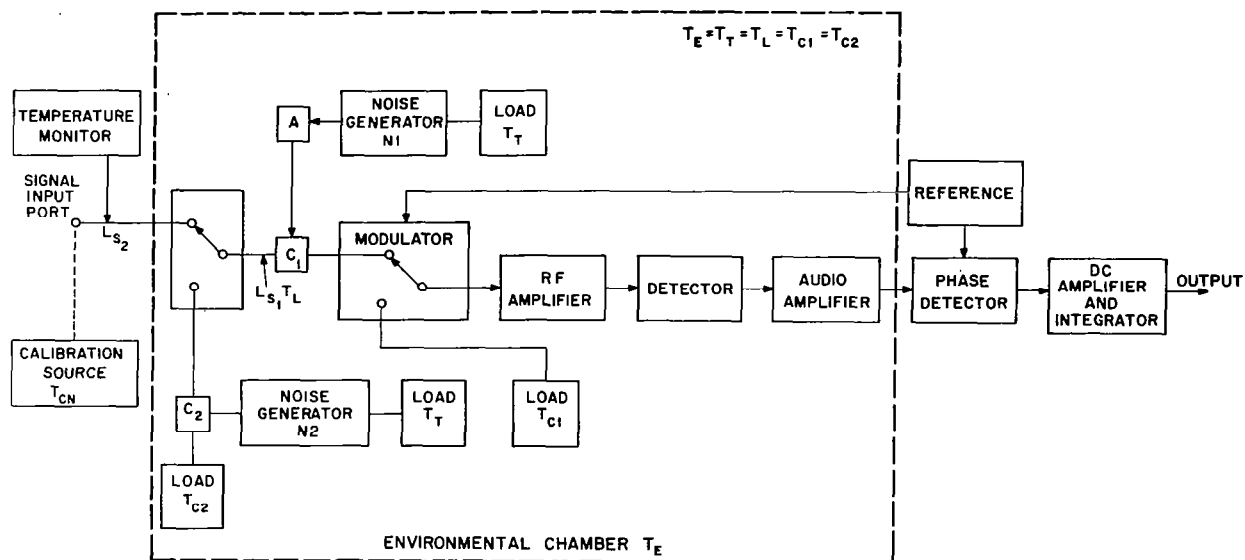 T_E = T_T = T_L = T_C1 = T_C2
TEMPERATURE
MONITOR
A
NOISE
GENERATOR
N1
LOAD
T_T
SIGNAL
INPUT
PORT
L_S2
REFERENCE
MODULATOR
C_1
L_S1 T_L
RF
AMPLIFIER
DETECTOR
AUDIO
AMPLIFIER
PHASE
DETECTOR
DC
AMPLIFIER
AND
INTEGRATOR
OUTPUT
CALIBRATION
SOURCE
T_CN
C_2
NOISE
GENERATOR
N2
LOAD
T_T
LOAD
T_C1
LOAD
T_C2
ENVIRONMENTAL CHAMBER T_E